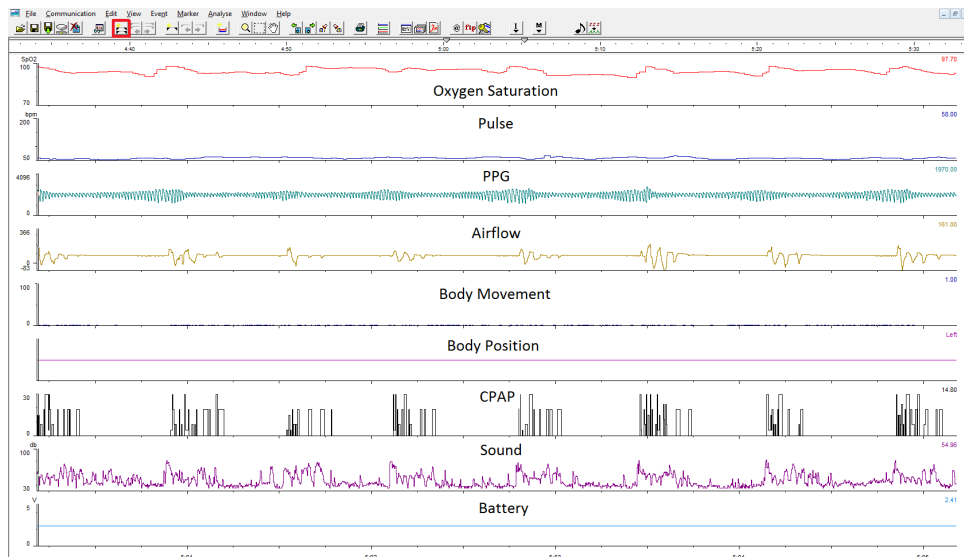 File Communication Edit View Event Marker Analyse Window Help
@ ftp M
4:40 4:50 5:00 5:10 5:20 5:30
SpO2 97.70
100
Oxygen Saturation
70
bpm 58.00
200
Pulse
50
PPG 1970.00
4096
0
Airflow 161.00
366
0
-83
Body Movement 1.00
100
0
Left
Body Position
CPAP 14.80
30
0
db 54.96
100
Sound
30
V 2.41
Battery
5
0